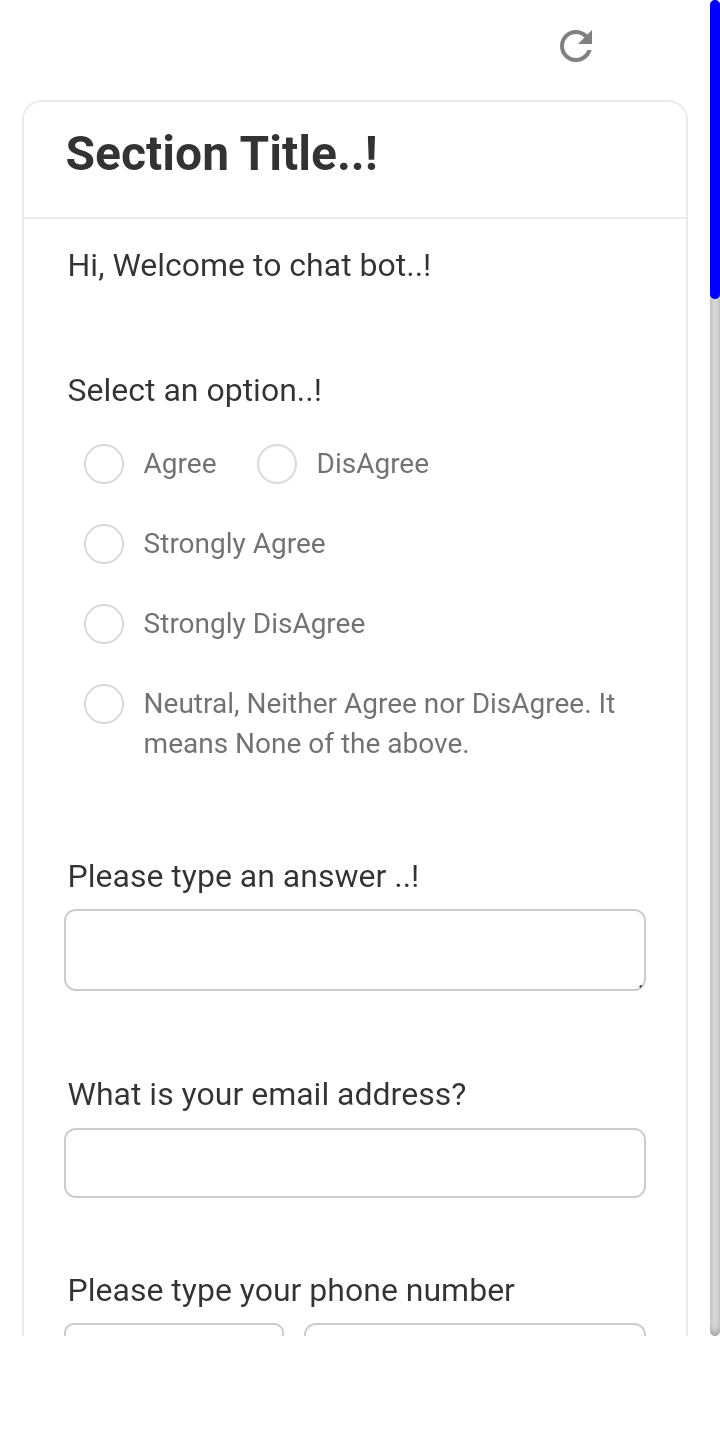 Section Title..!
Hi, Welcome to chat bot..!
Select an option..!
Agree DisAgree
Strongly Agree
Strongly DisAgree
Neutral, Neither Agree nor DisAgree. It
means None of the above.
Please type an answer ..!
What is your email address?
Please type your phone number